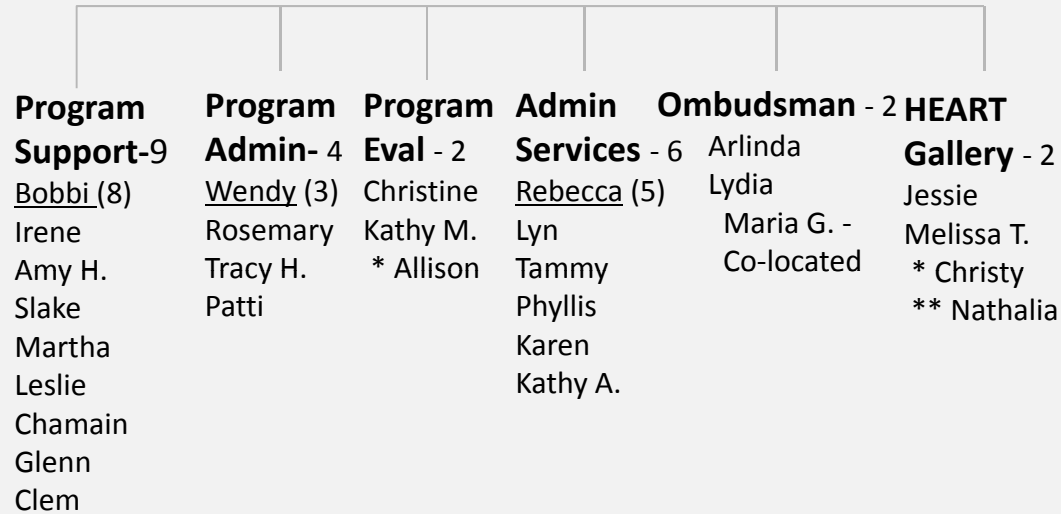 Program
Support-9
Bobbi (8)
Irene
Amy H.
Slake
Martha
Leslie
Chamain
Glenn
Clem
Program
Admin- 4
Wendy (3)
Rosemary
Tracy H.
Patti
Program
Eval - 2
Christine
Kathy M.
* Allison
Admin
Services - 6
Rebecca (5)
Lyn
Tammy
Phyllis
Karen
Kathy A.
Ombudsman - 2
Arlinda
Lydia
Maria G. -
Co-located
HEART
Gallery - 2
Jessie
Melissa T.
* Christy
** Nathalia